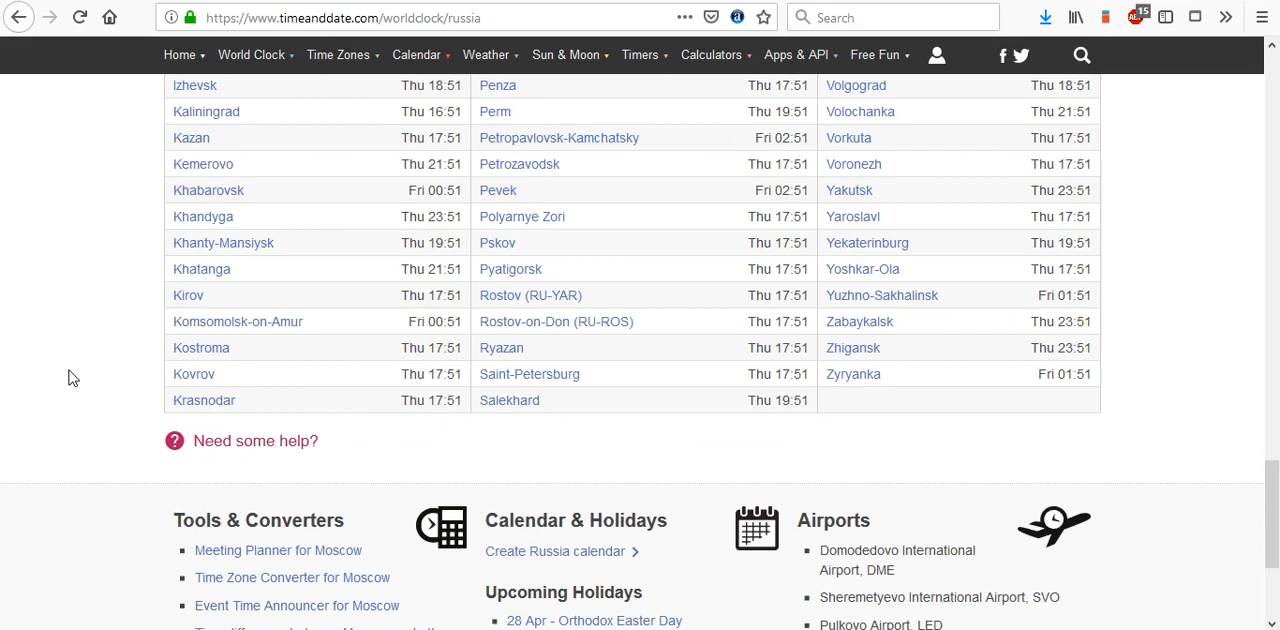 https://www.timeanddate.com/worldclock/russia
Search
15
Home World Clock Time Zones Calendar Weather Sun & Moon Timers Calculators Apps & API Free Fun
Izhevsk Thu 18:51 Penza Thu 17:51 Volgograd Thu 18:51
Kaliningrad Thu 16:51 Perm Thu 19:51 Volochanka Thu 21:51
Kazan Thu 17:51 Petropavlovsk-Kamchatsky Fri 02:51 Vorkuta Thu 17:51
Kemerovo Thu 21:51 Petrozavodsk Thu 17:51 Voronezh Thu 17:51
Khabarovsk Fri 00:51 Pevek Fri 02:51 Yakutsk Thu 23:51
Khandyga Thu 23:51 Polyarnye Zori Thu 17:51 Yaroslavl Thu 17:51
Khanty-Mansiysk Thu 19:51 Pskov Thu 17:51 Yekaterinburg Thu 19:51
Khatanga Thu 21:51 Pyatigorsk Thu 17:51 Yoshkar-Ola Thu 17:51
Kirov Thu 17:51 Rostov (RU-YAR) Thu 17:51 Yuzhno-Sakhalinsk Fri 01:51
Komsomolsk-on-Amur Fri 00:51 Rostov-on-Don (RU-ROS) Thu 17:51 Zabaykalsk Thu 23:51
Kostroma Thu 17:51 Ryazan Thu 17:51 Zhigansk Thu 23:51
Kovrov Thu 17:51 Saint-Petersburg Thu 17:51 Zyryanka Fri 01:51
Krasnodar Thu 17:51 Salekhard Thu 19:51
Need some help?
Tools & Converters
Meeting Planner for Moscow
Time Zone Converter for Moscow
Event Time Announcer for Moscow
Calendar & Holidays
Create Russia calendar
Upcoming Holidays
28 Apr - Orthodox Easter Day
Airports
Domodedovo International
Airport, DME
Sheremetyevo International Airport, SVO
Pulkovo Airport, LED